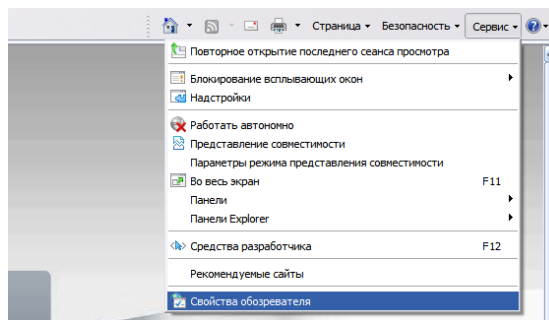 Страница Безопасность Сервис
Повторное открытие последнего сеанса просмотра
Блокирование всплывающих окон
Надстройки
Работать автономно
Представление совместимости
Параметры режима представления совместимости
Во весь экран F11
Панели
Панели Explorer
Средства разработчика F12
Рекомендуемые сайты
Свойства обозревателя